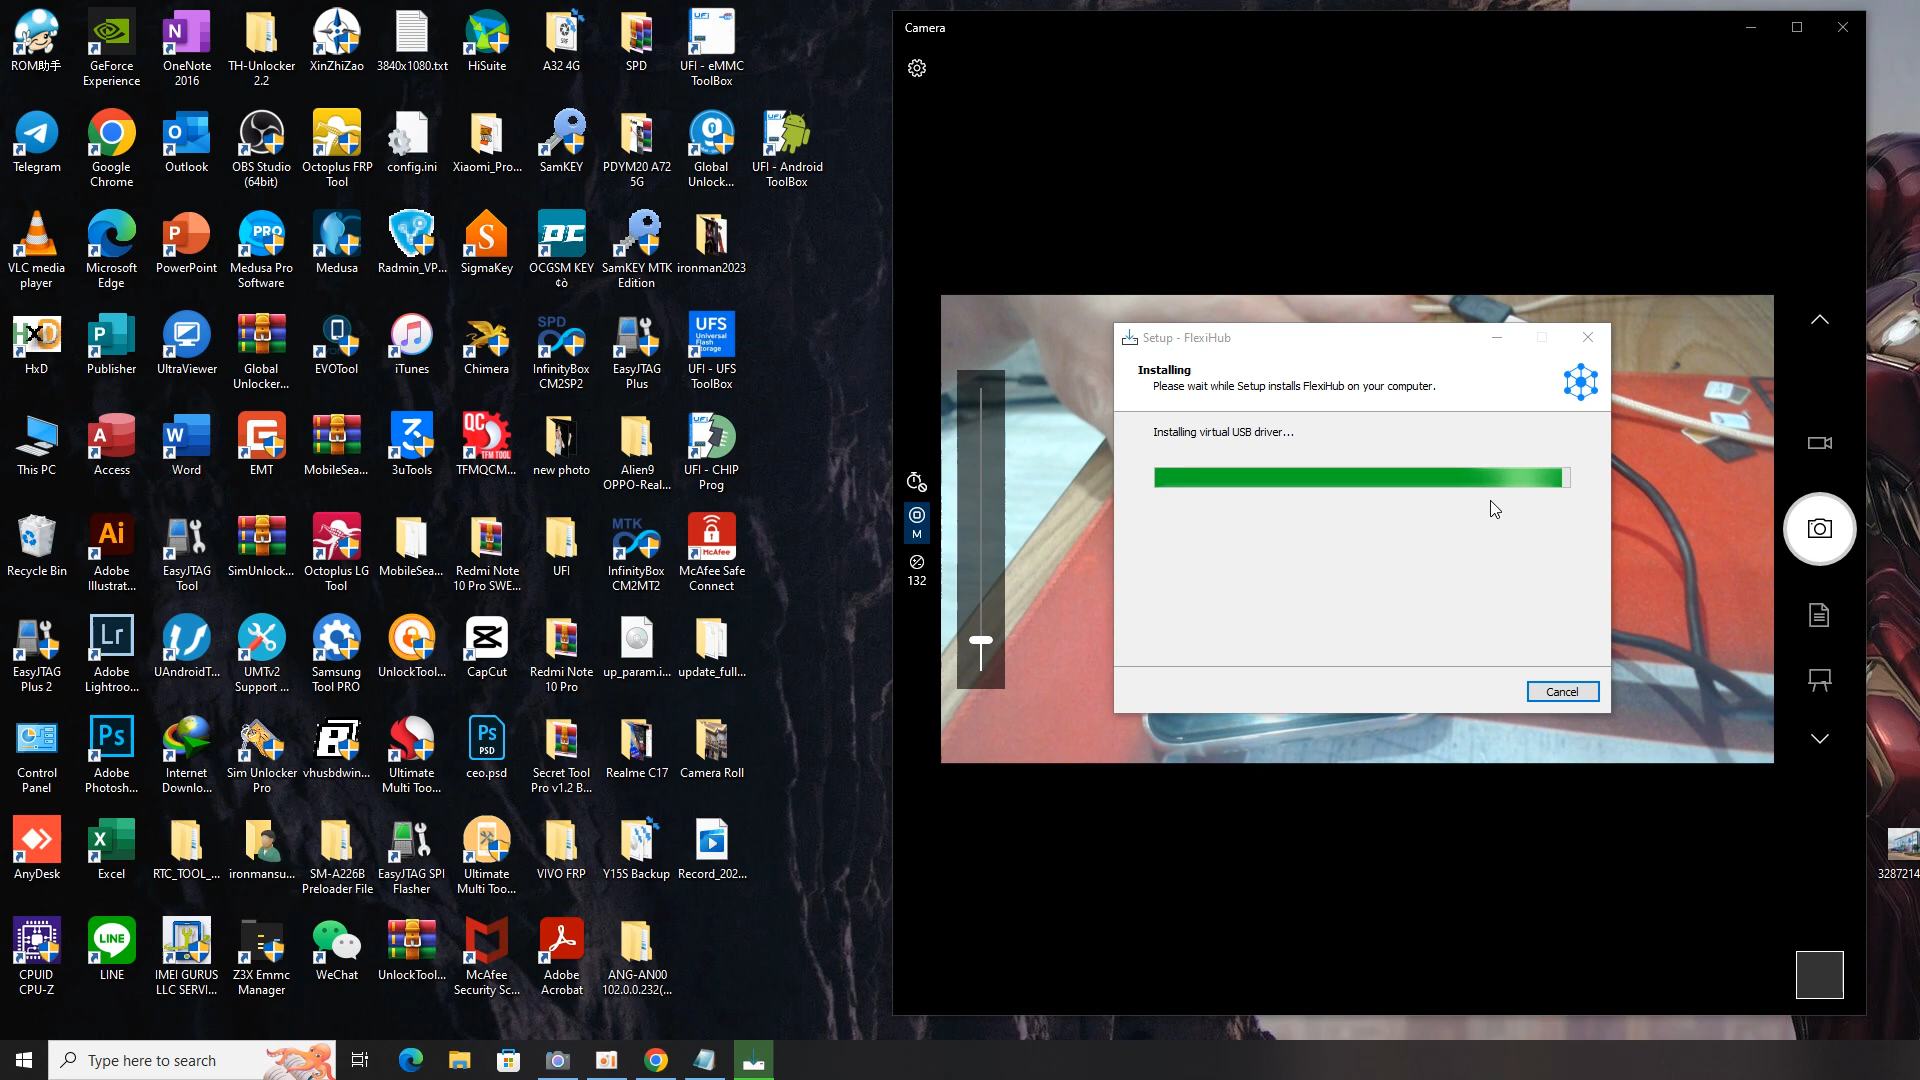 ROM助手
GeForce
Experience
OneNote
2016
TH-Unlocker
2.2
XinZhiZao
3840x1080.txt
HiSuite
A32 4G
SPD
UFI - eMMC
ToolBox
Telegram
Google
Chrome
Outlook
OBS Studio
(64bit)
Octoplus FRP
Tool
config.ini
Xiaomi_Pro...
SamKEY
PDYM20 A72
5G
Global
Unlock...
UFI - Android
ToolBox
VLC media
player
Microsoft
Edge
PowerPoint
Medusa Pro
Software
Medusa
Radmin_VP...
SigmaKey
OCGSM KEY
¢ò
SamKEY MTK
Edition
ironman2023
HxD
Publisher
UltraViewer
Global
Unlocker...
EVOTool
iTunes
Chimera
InfinityBox
CM2SP2
EasyJTAG
Plus
UFI - UFS
ToolBox
This PC
Access
Word
EMT
MobileSea...
3uTools
TFMQCM...
new photo
Alien9
OPPO-Real...
UFI - CHIP
Prog
Recycle Bin
Adobe
Illustrat...
EasyJTAG
Tool
SimUnlock...
Octoplus LG
Tool
MobileSea...
Redmi Note
10 Pro SWE...
UFI
InfinityBox
CM2MT2
McAfee Safe
Connect
EasyJTAG
Plus 2
Adobe
Lightroo...
UAndroidT...
UMTv2
Support ...
Samsung
Tool PRO
UnlockTool...
CapCut
Redmi Note
10 Pro
up_param.i...
update_full...
Control
Panel
Adobe
Photosh...
Internet
Downlo...
Sim Unlocker
Pro
vhusbdwin...
Ultimate
Multi Too...
ceo.psd
Secret Tool
Pro v1.2 B...
Realme C17
Camera Roll
AnyDesk
Excel
RTC_TOOL_...
ironmansu...
SM-A226B
Preloader File
EasyJTAG SPI
Flasher
Ultimate
Multi Too...
VIVO FRP
Y15S Backup
Record_202...
CPUID
CPU-Z
LINE
IMEI GURUS
LLC SERVI...
Z3X Emmc
Manager
WeChat
UnlockTool...
McAfee
Security Sc...
Adobe
Acrobat
ANG-AN00
102.0.0.232(...
Camera
M
132
Setup - FlexiHub
Installing
Please wait while Setup installs FlexiHub on your computer.
Installing virtual USB driver...
Cancel
3287214
Type here to search